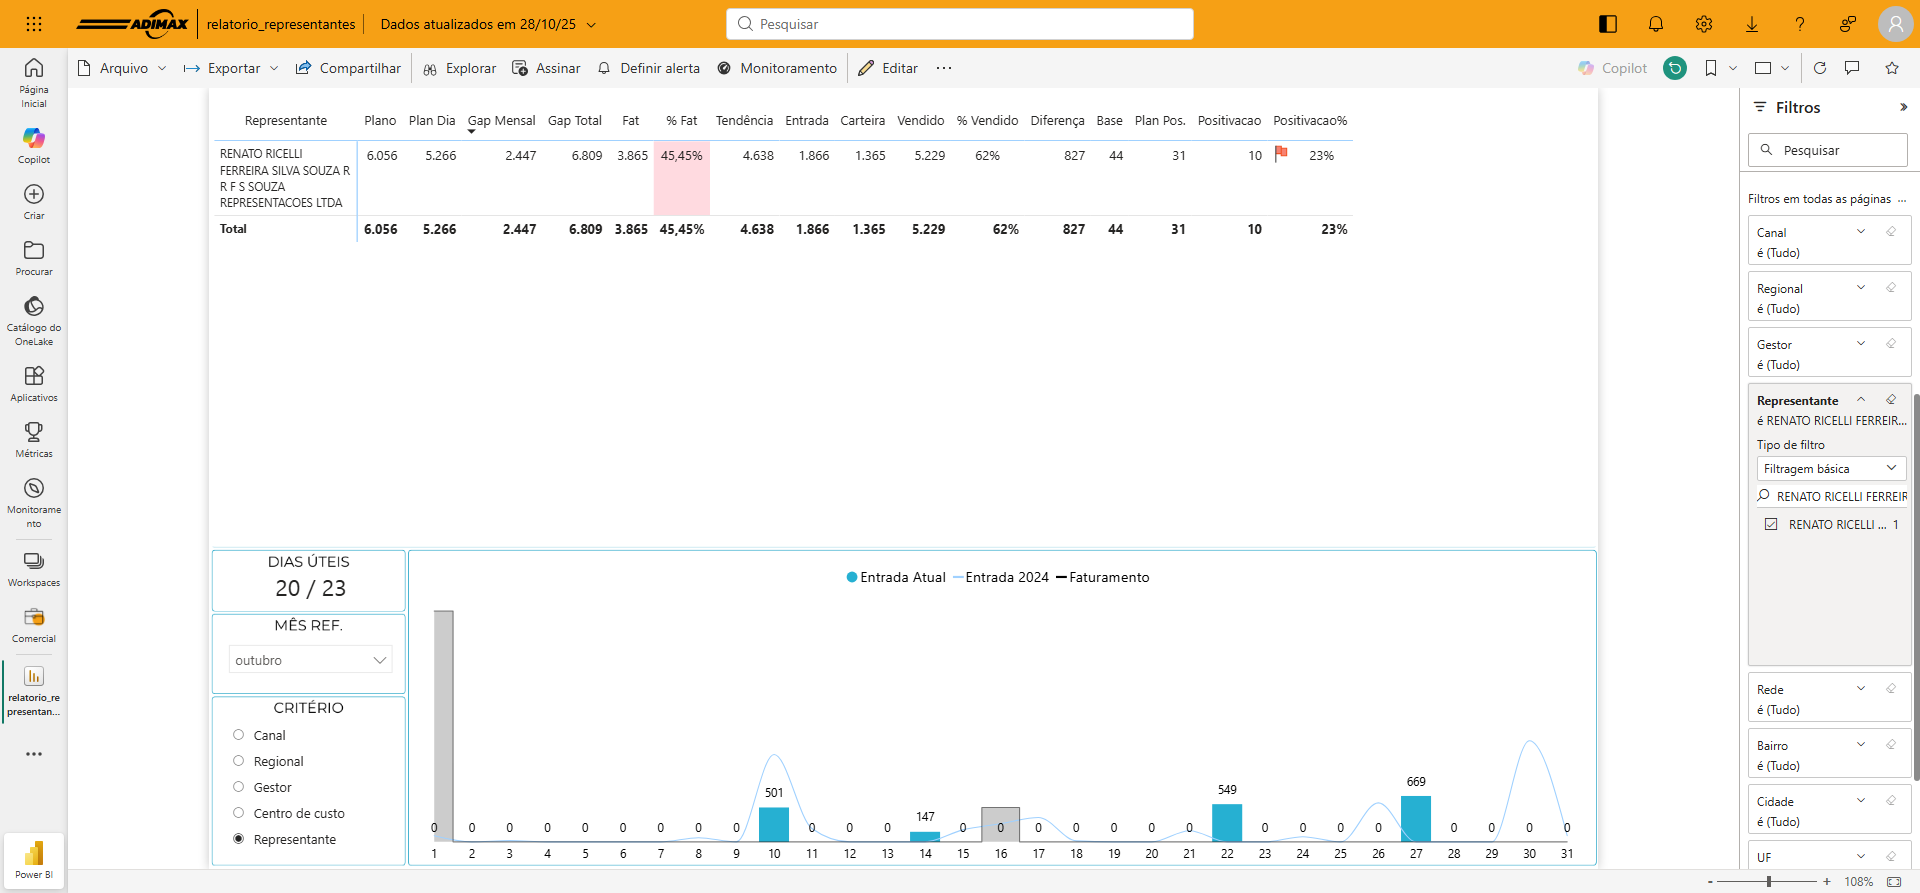 ADIMAX relatorio_representantes Dados atualizados em 28/10/25 Pesquisar
Arquivo Exportar Compartilhar Explorar Assinar Definir alerta Monitoramento Editar ... Copilot
Página Inicial
Copilot
Criar
Procurar
Catálogo do OneLake
Aplicativos
Métricas
Monitorame nto
Workspaces
Comercial
relatorio_re presentan...
Power BI
Representante Plano Plan Dia Gap Mensal Gap Total Fat % Fat Tendência Entrada Carteira Vendido % Vendido Diferença Base Plan Pos. Positivacao Positivacao%
RENATO RICELLI 6.056 5.266 2.447 6.809 3.865 45,45% 4.638 1.866 1.365 5.229 62% 827 44 31 10 23%
FERREIRA SILVA SOUZA R
R F S SOUZA
REPRESENTACOES LTDA
Total 6.056 5.266 2.447 6.809 3.865 45,45% 4.638 1.866 1.365 5.229 62% 827 44 31 10 23%
DIAS ÚTEIS
20 / 23
MÊS REF.
outubro
CRITÉRIO
Canal
Regional
Gestor
Centro de custo
Representante
Entrada Atual Entrada 2024 Faturamento
0 0 0 0 0 0 0 0 0 501 0 0 0 147 0 0 0 0 0 0 0 549 0 0 0 0 669 0 0 0 0
1 2 3 4 5 6 7 8 9 10 11 12 13 14 15 16 17 18 19 20 21 22 23 24 25 26 27 28 29 30 31
Filtros
Pesquisar
Filtros em todas as páginas ...
Canal
é (Tudo)
Regional
é (Tudo)
Gestor
é (Tudo)
Representante
é RENATO RICELLI FERREIR...
Tipo de filtro
Filtragem básica
RENATO RICELLI FERREIR
RENATO RICELLI ... 1
Rede
é (Tudo)
Bairro
é (Tudo)
Cidade
é (Tudo)
UF
- + 108%